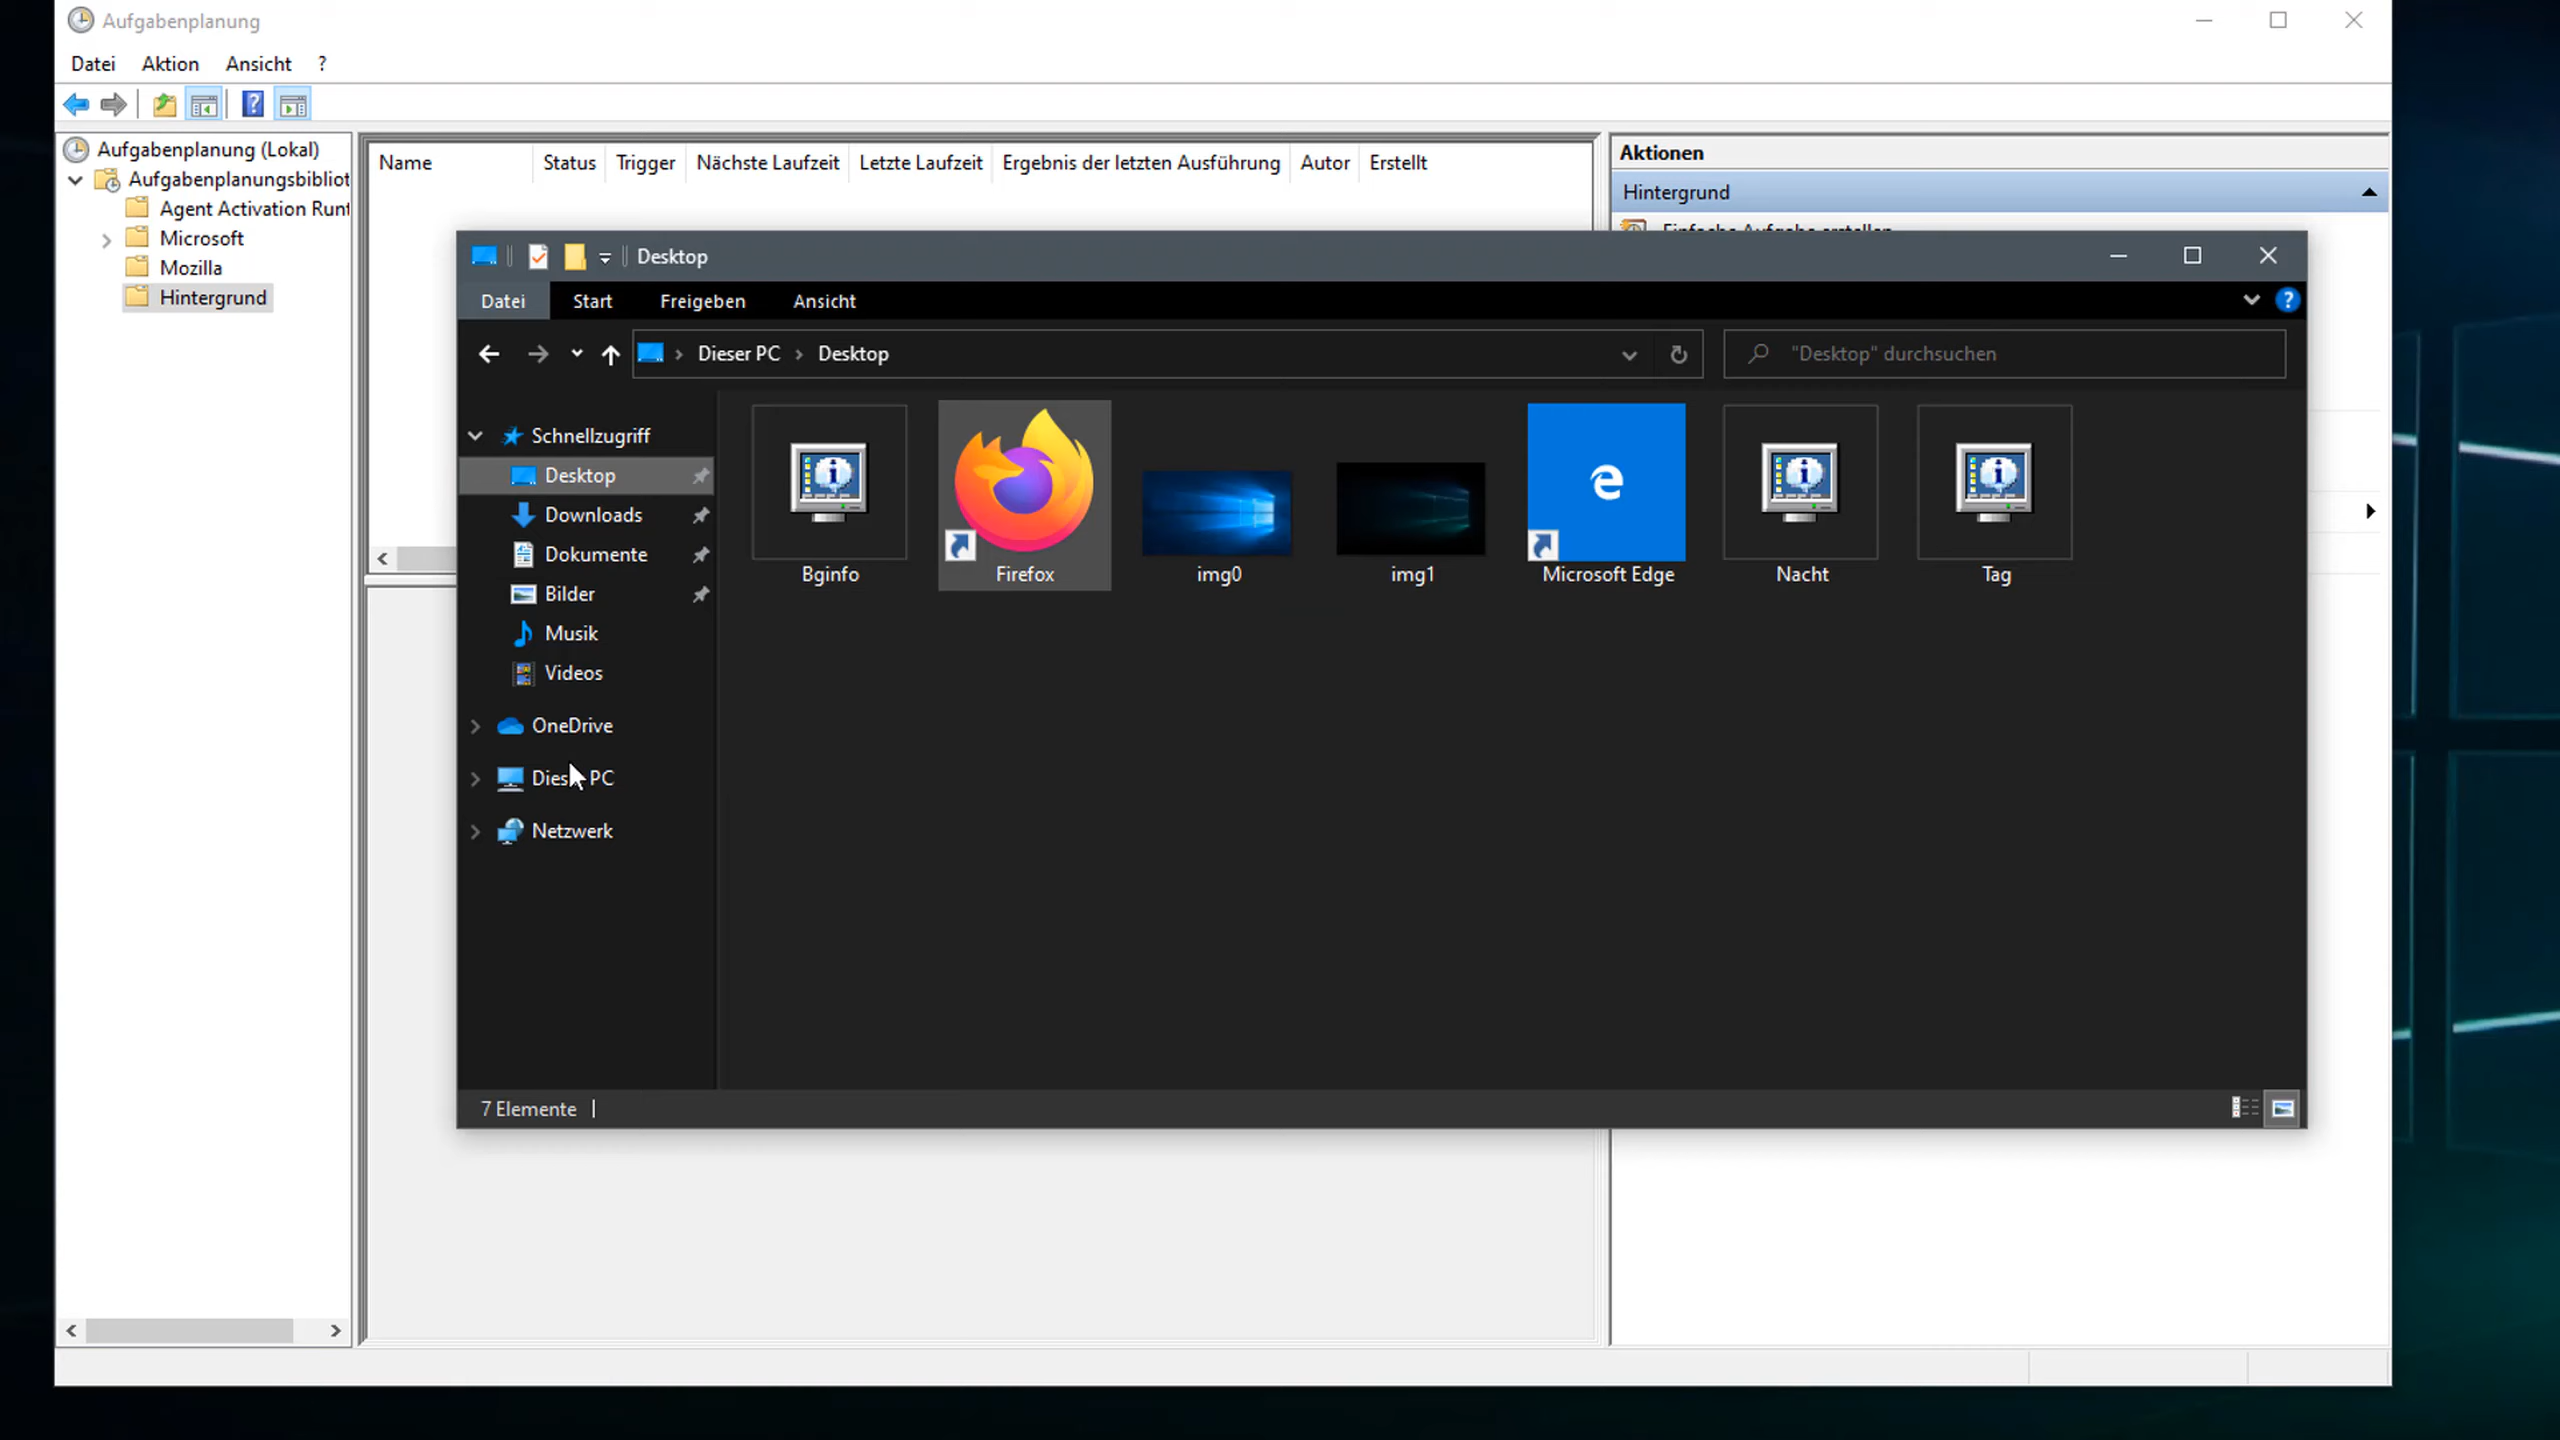 Aufgabenplanung
Datei Aktion Ansicht ?
Aufgabenplanung (Lokal)
Aufgabenplanungsbibliot
Agent Activation Runt
Microsoft
Mozilla
Hintergrund
Name Status Trigger Nächste Laufzeit Letzte Laufzeit Ergebnis der letzten Ausführung Autor Erstellt
Aktionen
Hintergrund
Einfache Aufgabe erstellen
Desktop
Datei Start Freigeben Ansicht ?
Dieser PC Desktop
"Desktop" durchsuchen
Schnellzugriff
Desktop
Downloads
Dokumente
Bilder
Musik
Videos
OneDrive
Dieser PC
Netzwerk
Bginfo Firefox img0 img1 Microsoft Edge Nacht Tag
7 Elemente